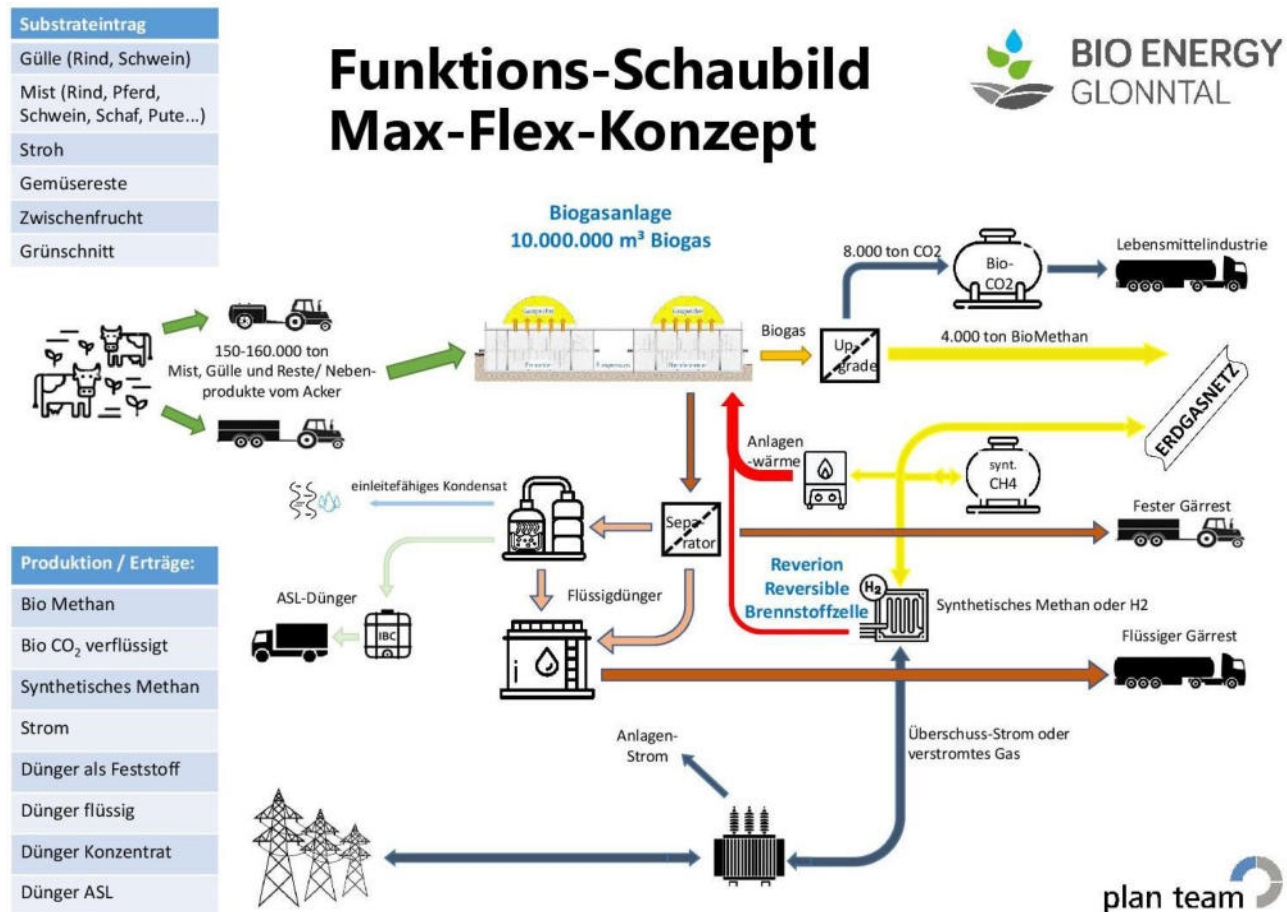 Substrateintrag
Gülle (Rind, Schwein)
Mist (Rind, Pferd,
Schwein, Schaf, Pute...)
Stroh
Gemüsereste
Zwischenfrucht
Grünschnitt
Funktions-Schaubild
Max-Flex-Konzept
BIO ENERGY
GLONNTAL
Biogasanlage
10.000.000 m³ Biogas
8.000 ton CO2
Bio-
CO2
Lebensmittelindustrie
150-160.000 ton
Mist, Gülle und Reste/ Neben-
produkte vom Acker
Biogas
Up
grade
4.000 ton BioMethan
ERDGASNETZ
Anlagen
-wärme
synt.
CH4
einleitefähiges Kondensat
Sepa-
rator
Fester Gärrest
Reverion
Reversible
Brennstoffzelle
H2
Synthetisches Methan oder H2
ASL-Dünger
IBC
Flüssigdünger
i
Flüssiger Gärrest
Anlagen-
Strom
Überschuss-Strom oder
verstromtes Gas
Produktion / Erträge:
Bio Methan
Bio CO₂ verflüssigt
Synthetisches Methan
Strom
Dünger als Feststoff
Dünger flüssig
Dünger Konzentrat
Dünger ASL
plan team